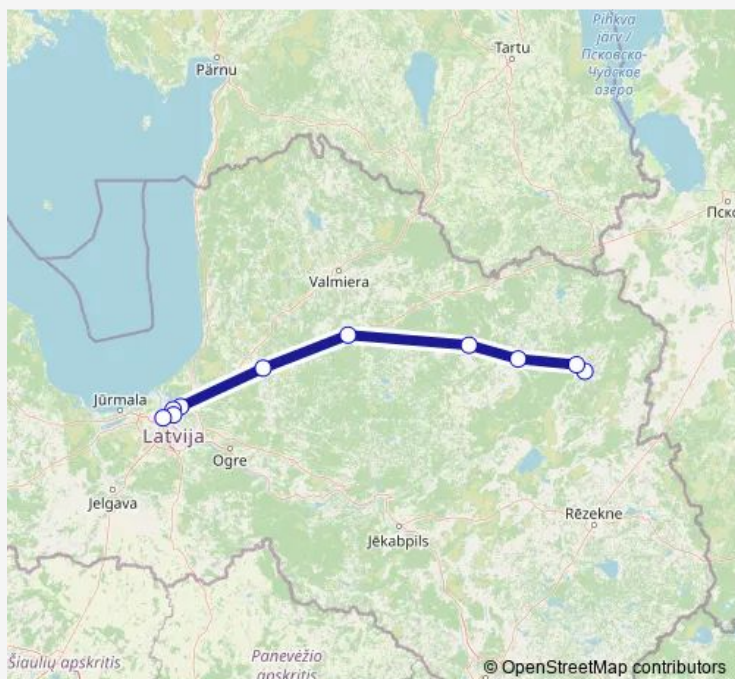 Pihkva
järv /
Псковско-
Чудское
озеро
Tartu
Pärnu
Пско
Valmiera
Jūrmala
Latvija
Ogre
Jelgava
Rēzekne
Jēkabpils
Šiaulių apskritis
Panevėžio
apskritis
© OpenStreetMap contributors